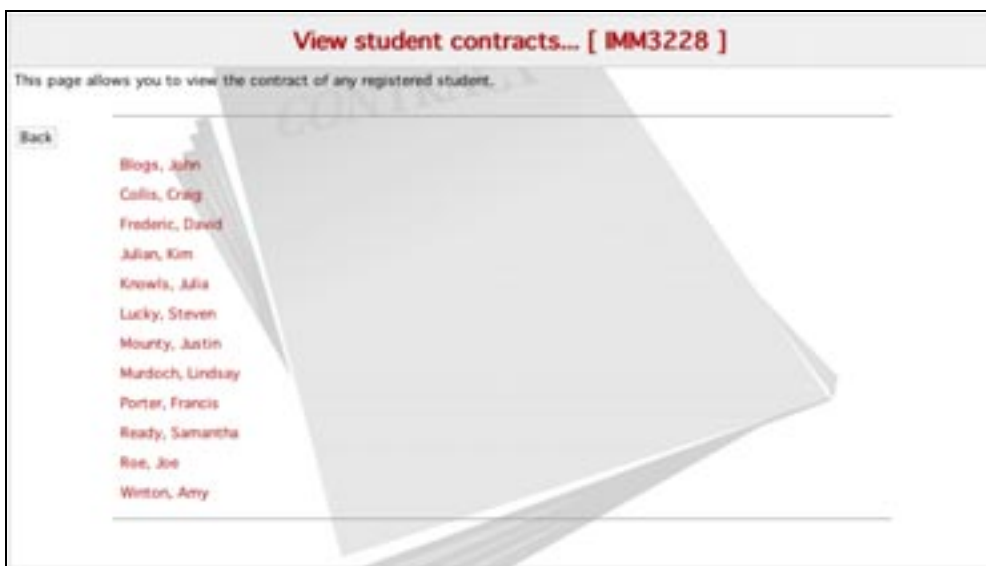 View student contracts... [ IMM3228 ]
This page allows you to view the contract of any registered student.
CONTRACT
Back
Blogs, John
Collis, Craig
Frederic, David
Julian, Kim
Knowls, Julia
Lucky, Steven
Mounty, Justin
Murdoch, Lindsay
Porter, Francis
Ready, Samantha
Roe, Joe
Winton, Amy